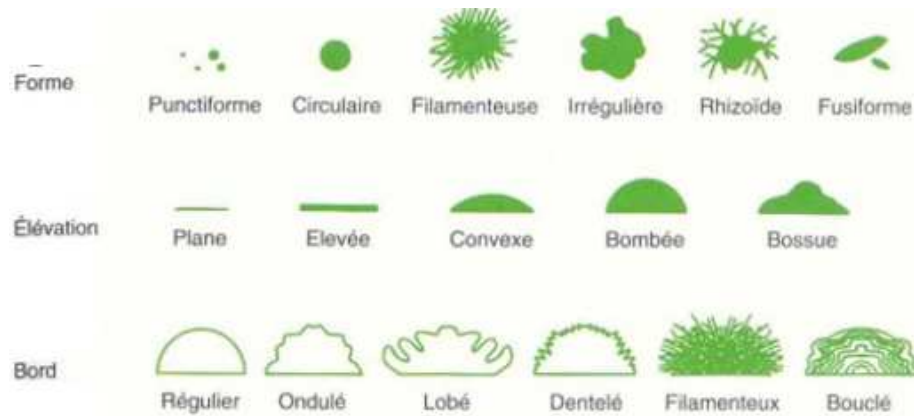 Forme
Punctiforme Circulaire Filamenteuse Irrégulière Rhizoïde Fusiforme
Élévation
Plane Elevée Convexe Bombée Bossue
Bord
Régulier Ondulé Lobé Dentelé Filamenteux Bouclé